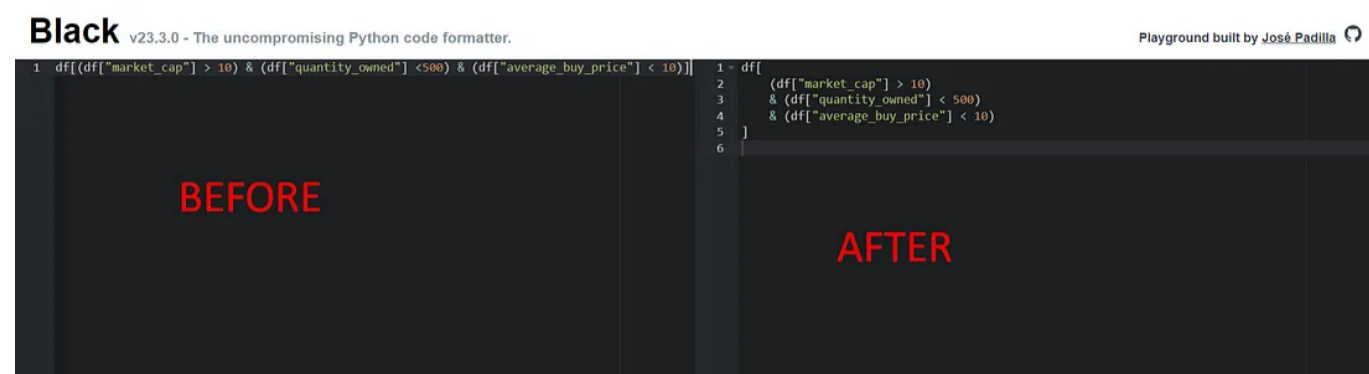 Black v23.3.0 - The uncompromising Python code formatter.
Playground built by José Padilla
1 df[(df["market_cap"] > 10) & (df["quantity_owned"] <500) & (df["average_buy_price"] < 10)]
1 df[
2 (df["market_cap"] > 10)
3 & (df["quantity_owned"] < 500)
4 & (df["average_buy_price"] < 10)
5 ]
6
BEFORE
AFTER